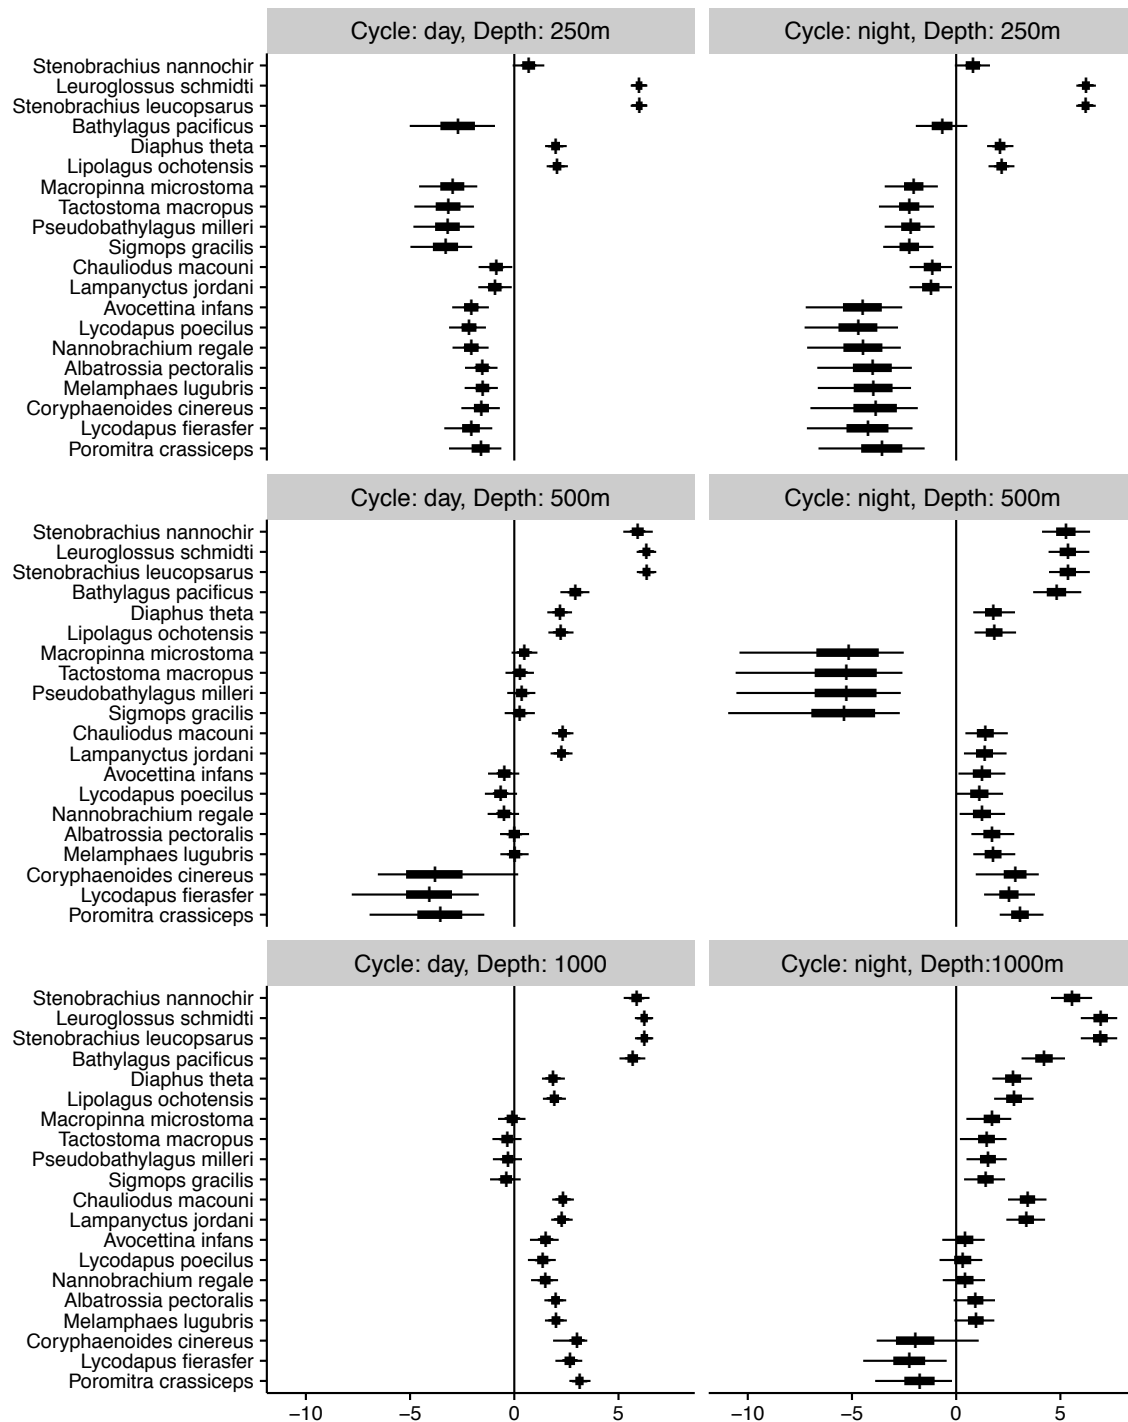 Cycle: day, Depth: 250m
Cycle: night, Depth: 250m
Stenobrachius nannochir
Leuroglossus schmidti
Stenobrachius leucopsarus
Bathylagus pacificus
Diaphus theta
Lipolagus ochotensis
Macropinna microstoma
Tactostoma macropus
Pseudobathylagus milleri
Sigmops gracilis
Chauliodus macouni
Lampanyctus jordani
Avocettina infans
Lycodapus poecilus
Nannobrachium regale
Albatrossia pectoralis
Melamphaes lugubris
Coryphaenoides cinereus
Lycodapus fierasfer
Poromitra crassiceps
Cycle: day, Depth: 500m
Cycle: night, Depth: 500m
Stenobrachius nannochir
Leuroglossus schmidti
Stenobrachius leucopsarus
Bathylagus pacificus
Diaphus theta
Lipolagus ochotensis
Macropinna microstoma
Tactostoma macropus
Pseudobathylagus milleri
Sigmops gracilis
Chauliodus macouni
Lampanyctus jordani
Avocettina infans
Lycodapus poecilus
Nannobrachium regale
Albatrossia pectoralis
Melamphaes lugubris
Coryphaenoides cinereus
Lycodapus fierasfer
Poromitra crassiceps
Cycle: day, Depth: 1000
Cycle: night, Depth:1000m
Stenobrachius nannochir
Leuroglossus schmidti
Stenobrachius leucopsarus
Bathylagus pacificus
Diaphus theta
Lipolagus ochotensis
Macropinna microstoma
Tactostoma macropus
Pseudobathylagus milleri
Sigmops gracilis
Chauliodus macouni
Lampanyctus jordani
Avocettina infans
Lycodapus poecilus
Nannobrachium regale
Albatrossia pectoralis
Melamphaes lugubris
Coryphaenoides cinereus
Lycodapus fierasfer
Poromitra crassiceps
−10 −5 0 5
−10 −5 0 5